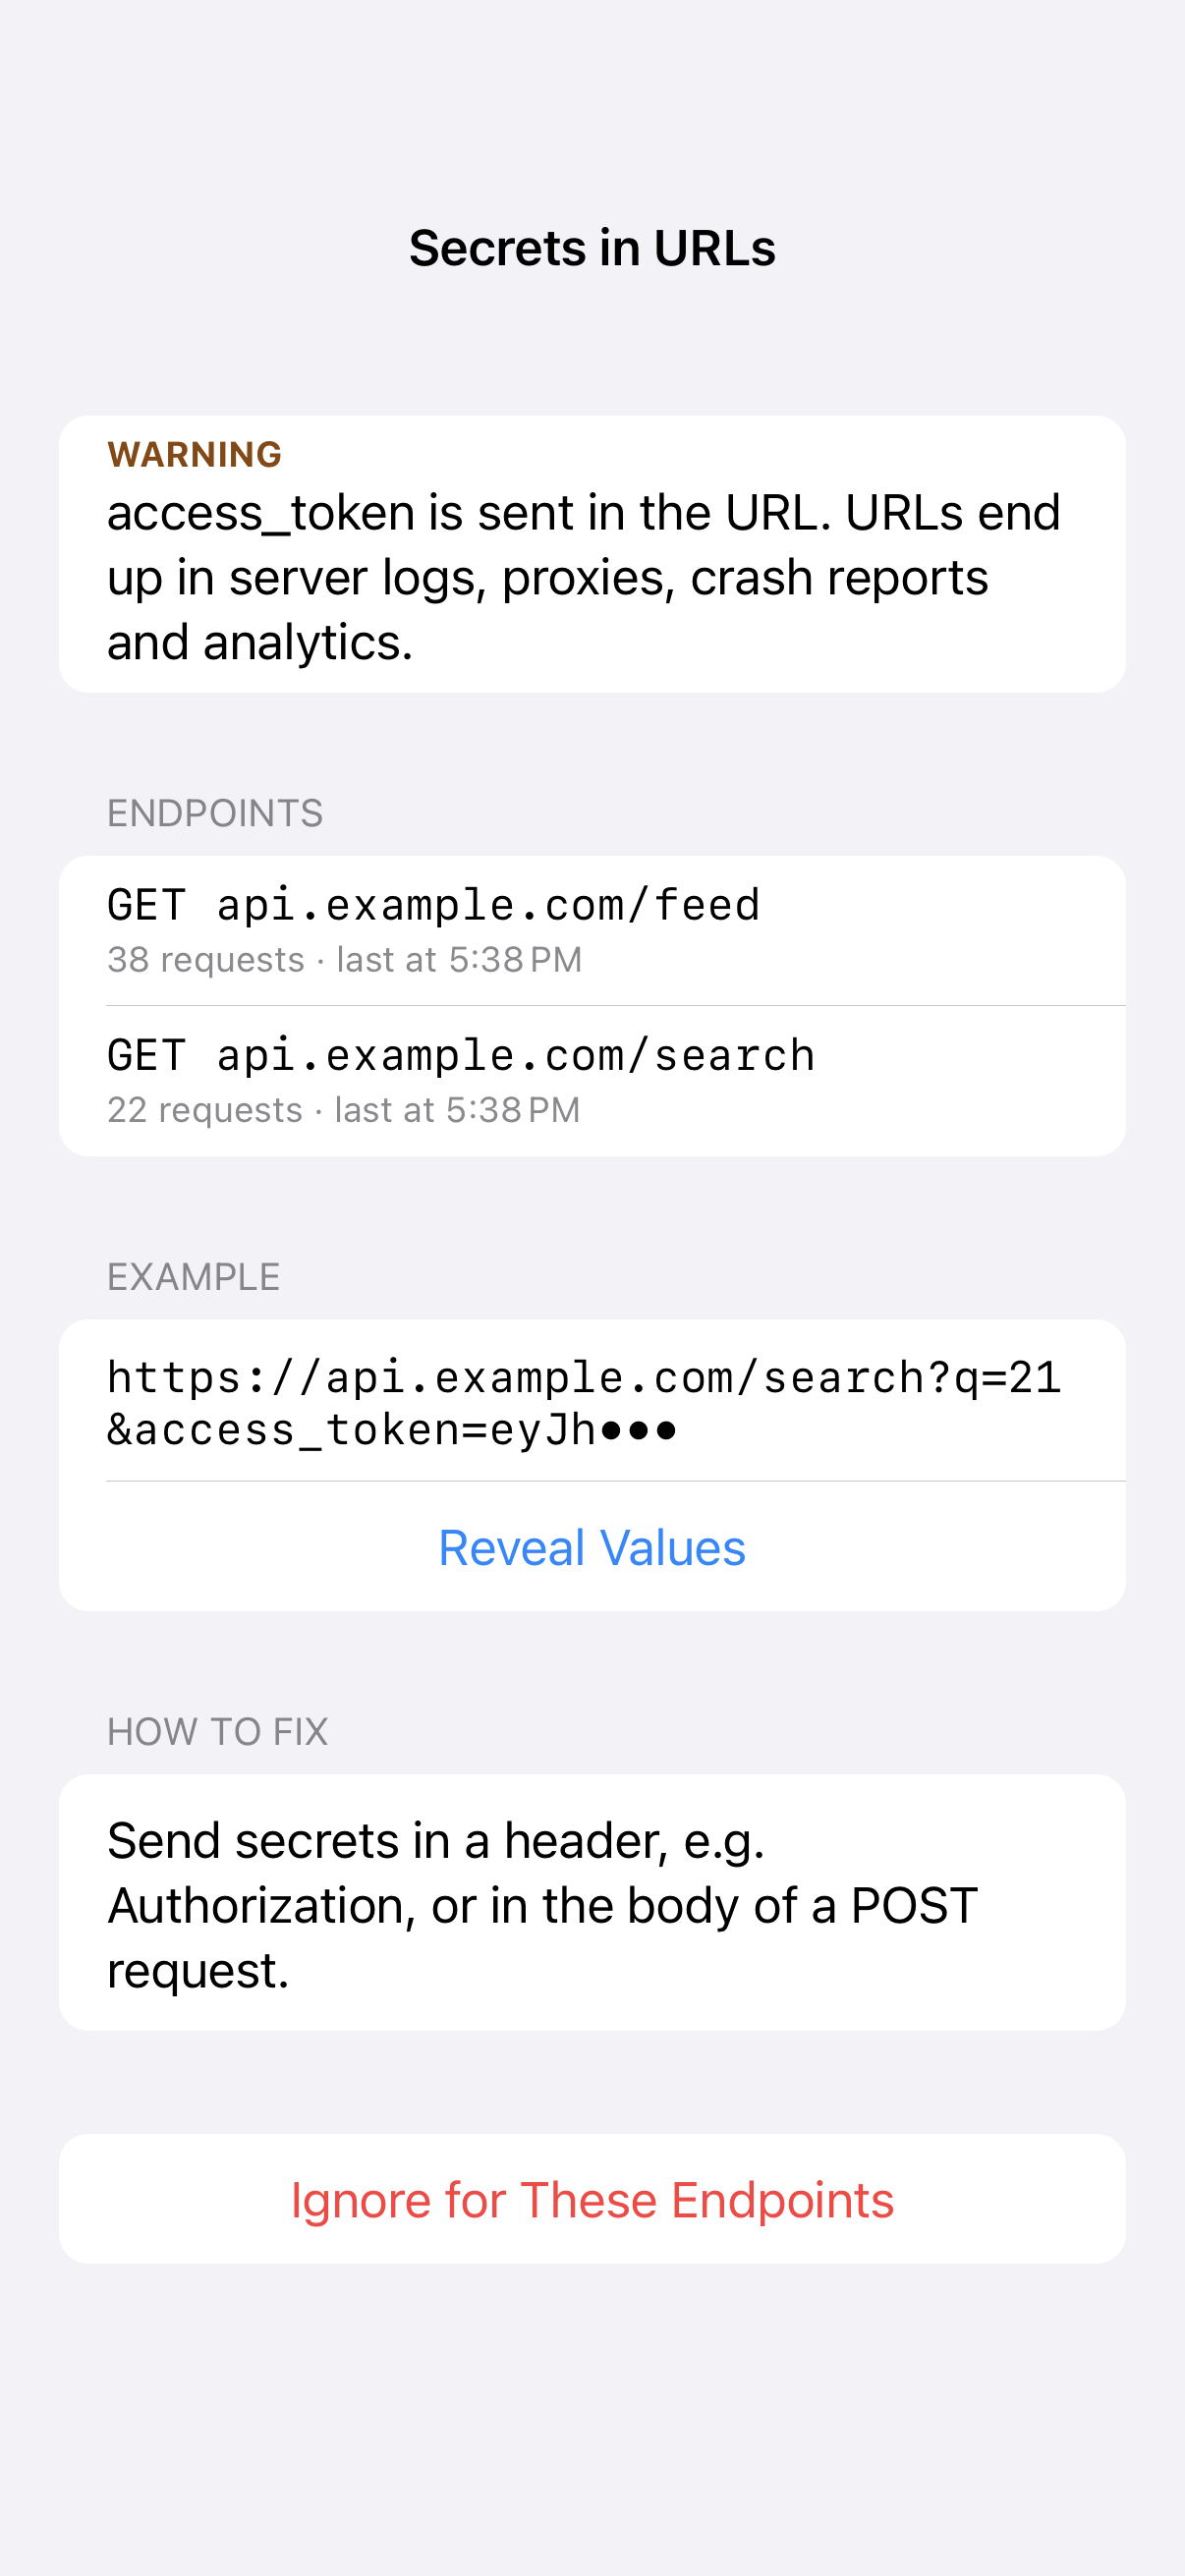 Secrets in URLs
WARNING
access_token is sent in the URL. URLs end
up in server logs, proxies, crash reports
and analytics.
ENDPOINTS
GET api.example.com/feed
38 requests · last at 5:38 PM
GET api.example.com/search
22 requests · last at 5:38 PM
EXAMPLE
https://api.example.com/search?q=21
&access_token=eyJh•••
Reveal Values
HOW TO FIX
Send secrets in a header, e.g.
Authorization, or in the body of a POST
request.
Ignore for These Endpoints